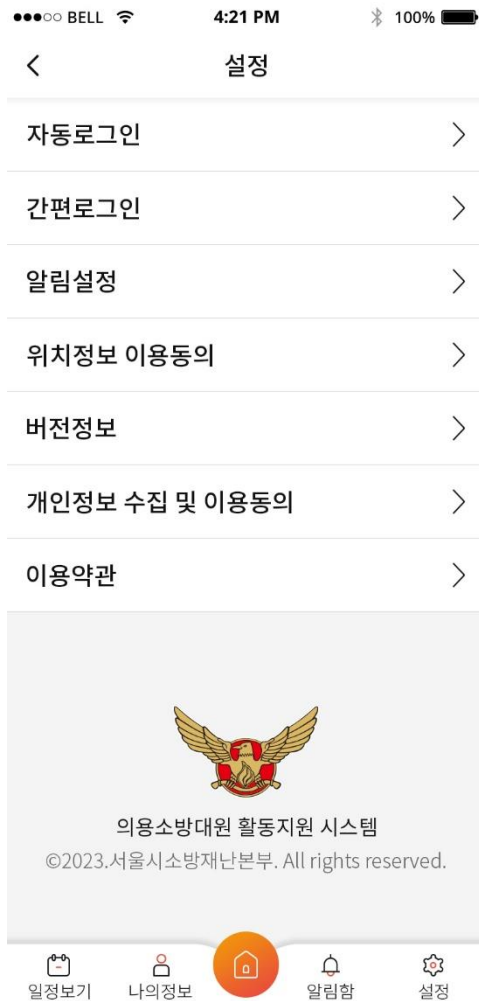 BELL 4:21 PM 100%
설정
자동로그인
간편로그인
알림설정
위치정보 이용동의
버전정보
개인정보 수집 및 이용동의
이용약관
의용소방대원 활동지원 시스템
©2023.서울시소방재난본부. All rights reserved.
일정보기 나의정보 알림함 설정